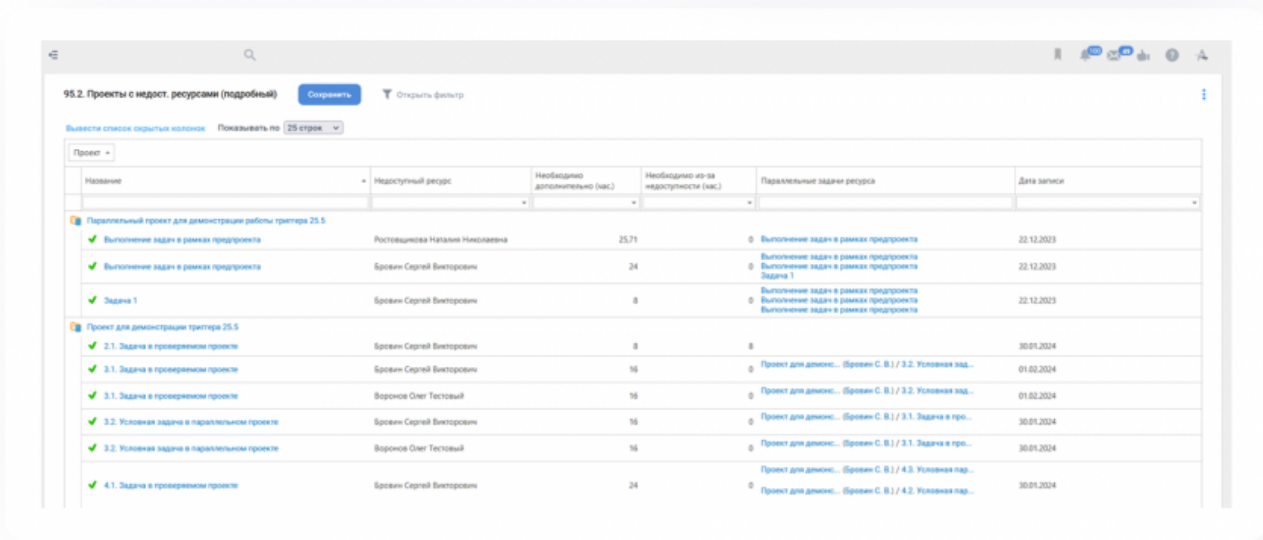 100
49
95.2. Проекты с недост. ресурсами (подробный) Сохранить Открыть фильтр
Вывести список скрытых колонок Показывать по 25 строк
Проект
Название Недоступный ресурс Необходимо дополнительно (час.) Необходимо из-за недоступности (час.) Параллельные задачи ресурса Дата записи
Параллельный проект для демонстрации работы триггера 25.5
Выполнение задач в рамках предпроекта Ростовщикова Наталия Николаевна 25,71 0 Выполнение задач в рамках предпроекта 22.12.2023
Выполнение задач в рамках предпроекта
Выполнение задач в рамках предпроекта Бровин Сергей Викторович 24 0 Выполнение задач в рамках предпроекта 22.12.2023
Задача 1
Выполнение задач в рамках предпроекта
Задача 1 Бровин Сергей Викторович 8 0 Выполнение задач в рамках предпроекта 22.12.2023
Выполнение задач в рамках предпроекта
Проект для демонстрации триггера 25.5
2.1. Задача в проверяемом проекте Бровин Сергей Викторович 8 8 30.01.2024
3.1. Задача в проверяемом проекте Бровин Сергей Викторович 16 0 Проект для демонс... (Бровин С. В.) / 3.2. Условная зад... 01.02.2024
3.1. Задача в проверяемом проекте Воронов Олег Тестовый 16 0 Проект для демонс... (Бровин С. В.) / 3.2. Условная зад... 01.02.2024
3.2. Условная задача в параллельном проекте Бровин Сергей Викторович 16 0 Проект для демонс... (Бровин С. В.) / 3.1. Задача в про... 30.01.2024
3.2. Условная задача в параллельном проекте Воронов Олег Тестовый 16 0 Проект для демонс... (Бровин С. В.) / 3.1. Задача в про... 30.01.2024
Проект для демонс... (Бровин С. В.) / 4.3. Условная пар...
4.1. Задача в проверяемом проекте Бровин Сергей Викторович 24 0 30.01.2024
Проект для демонс... (Бровин С. В.) / 4.2. Условная пар...